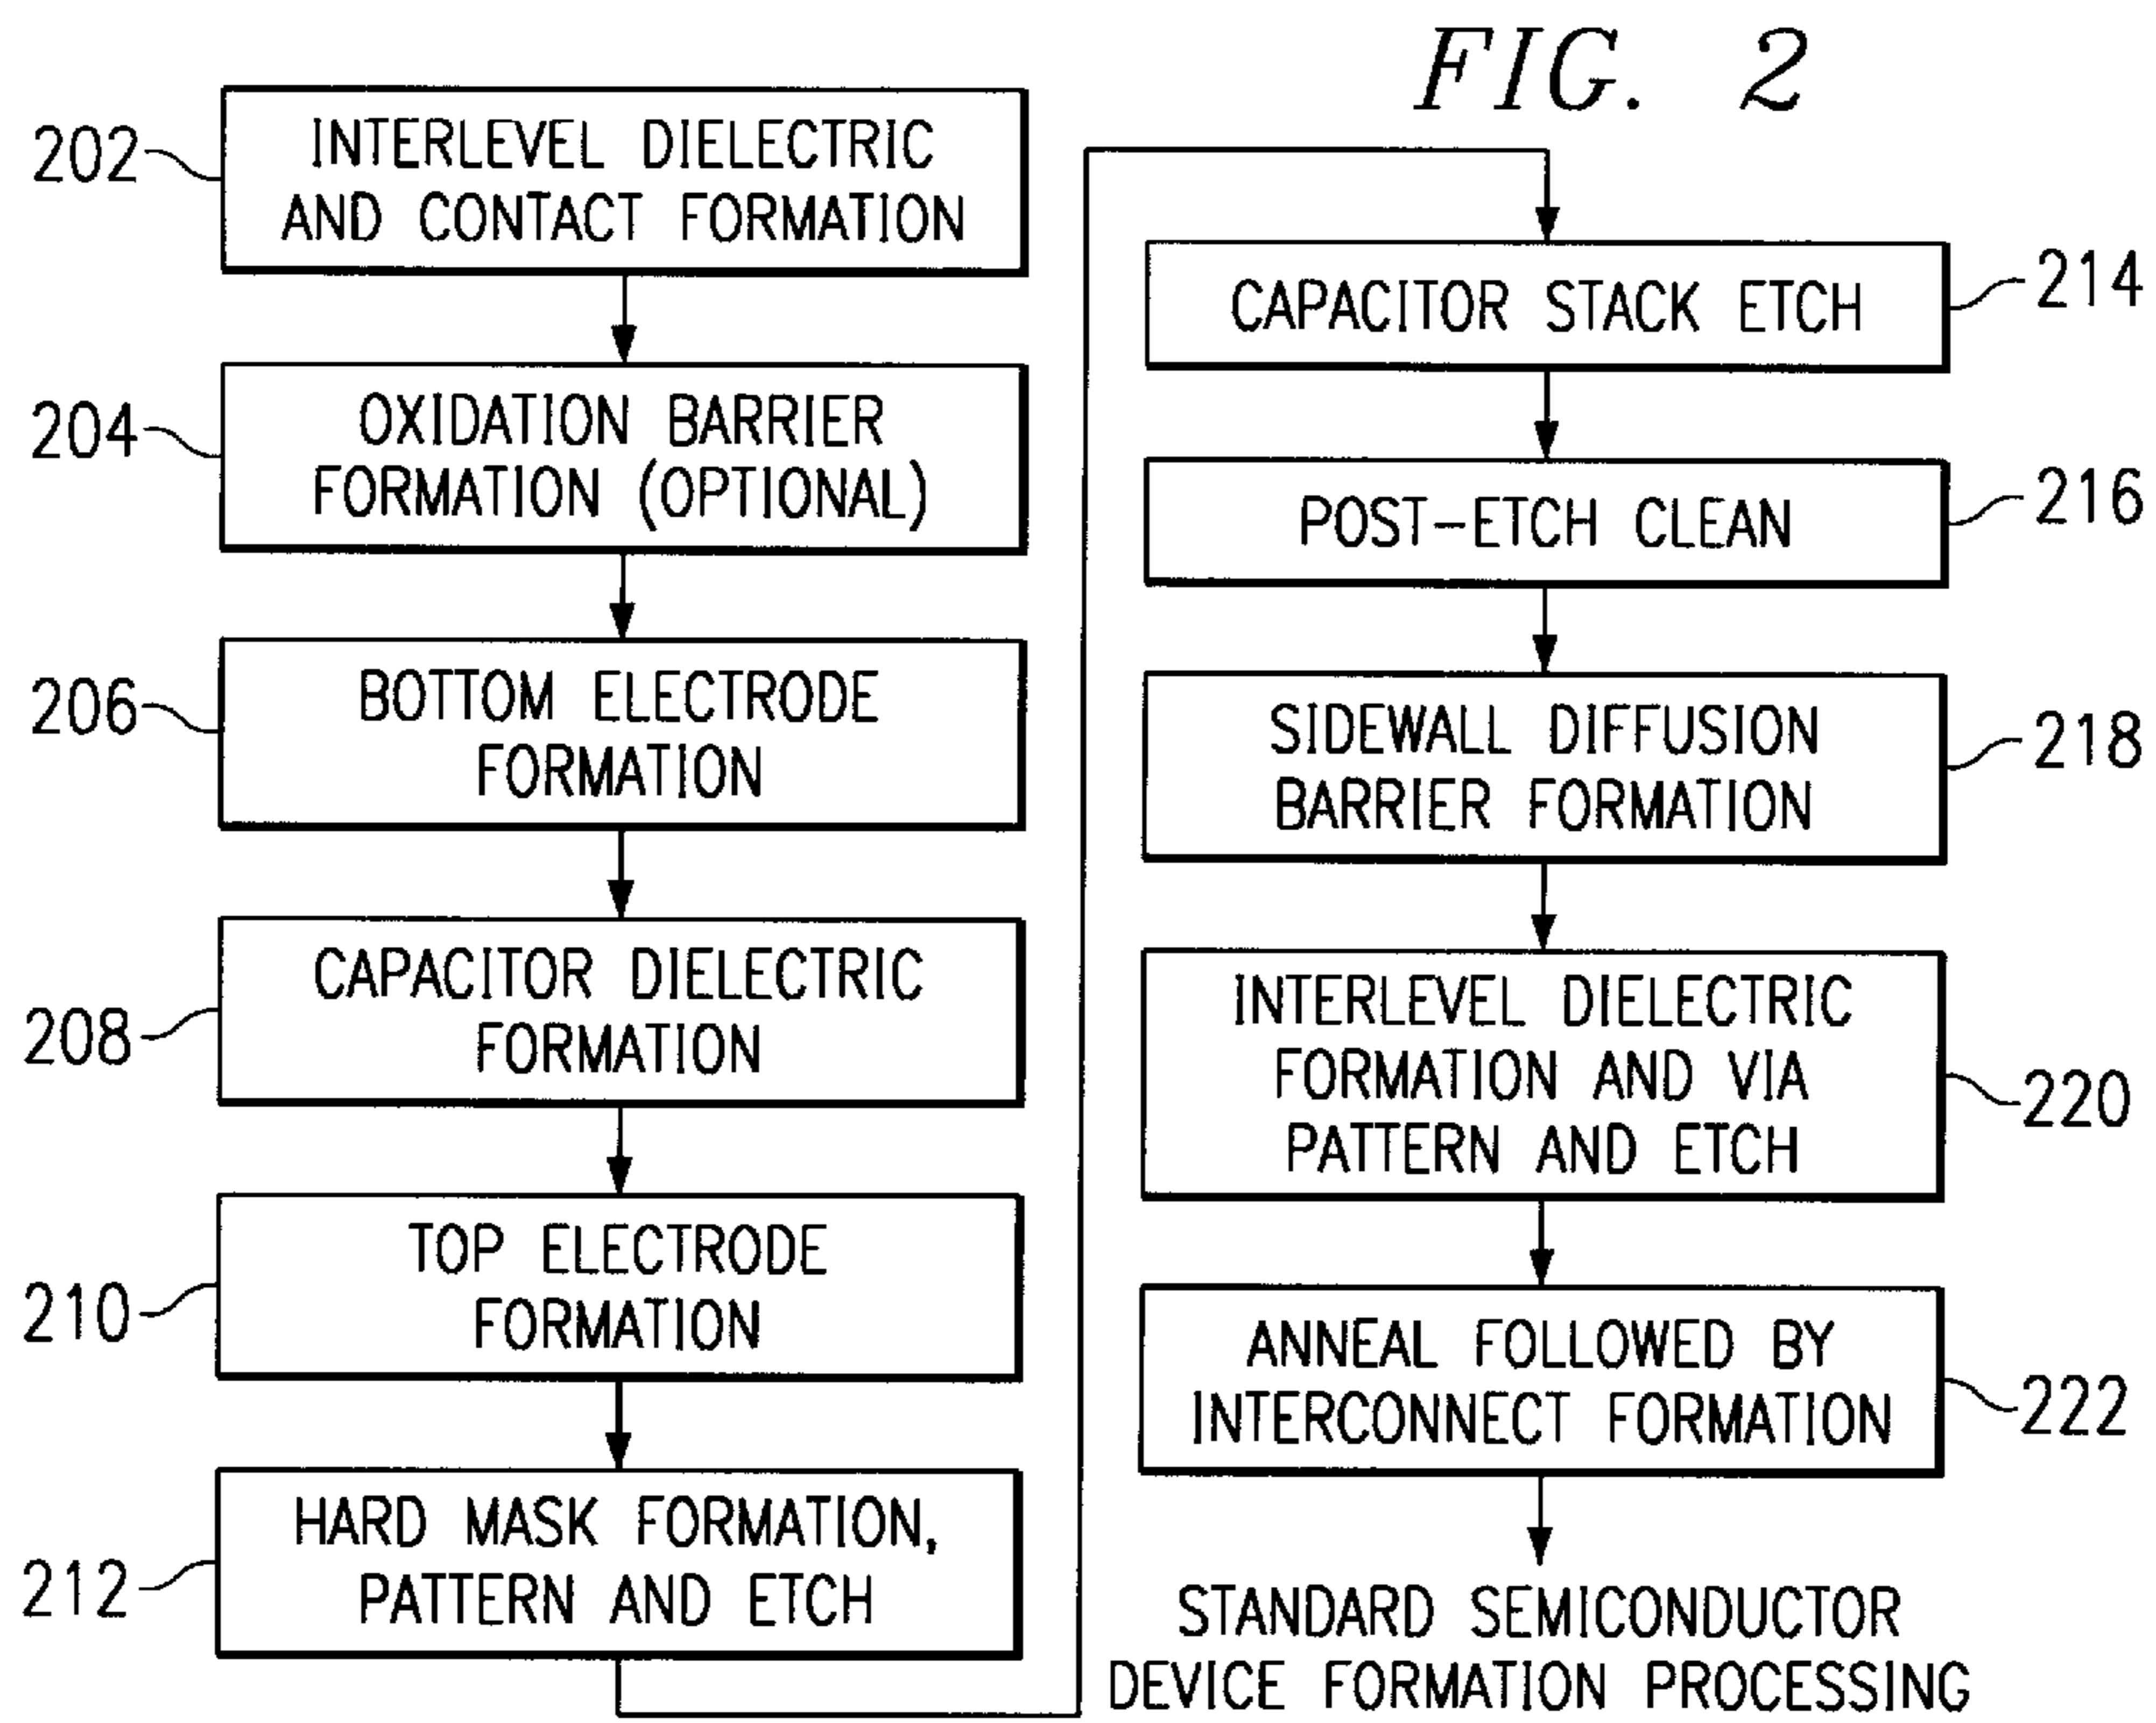 FIG. 2
202
INTERLEVEL DIELECTRIC
AND CONTACT FORMATION
204
OXIDATION BARRIER
FORMATION (OPTIONAL)
206
BOTTOM ELECTRODE
FORMATION
208
CAPACITOR DIELECTRIC
FORMATION
210
TOP ELECTRODE
FORMATION
212
HARD MASK FORMATION,
PATTERN AND ETCH
CAPACITOR STACK ETCH
214
POST-ETCH CLEAN
216
SIDEWALL DIFFUSION
BARRIER FORMATION
218
INTERLEVEL DIELECTRIC
FORMATION AND VIA
PATTERN AND ETCH
220
ANNEAL FOLLOWED BY
INTERCONNECT FORMATION
222
STANDARD SEMICONDUCTOR
DEVICE FORMATION PROCESSING